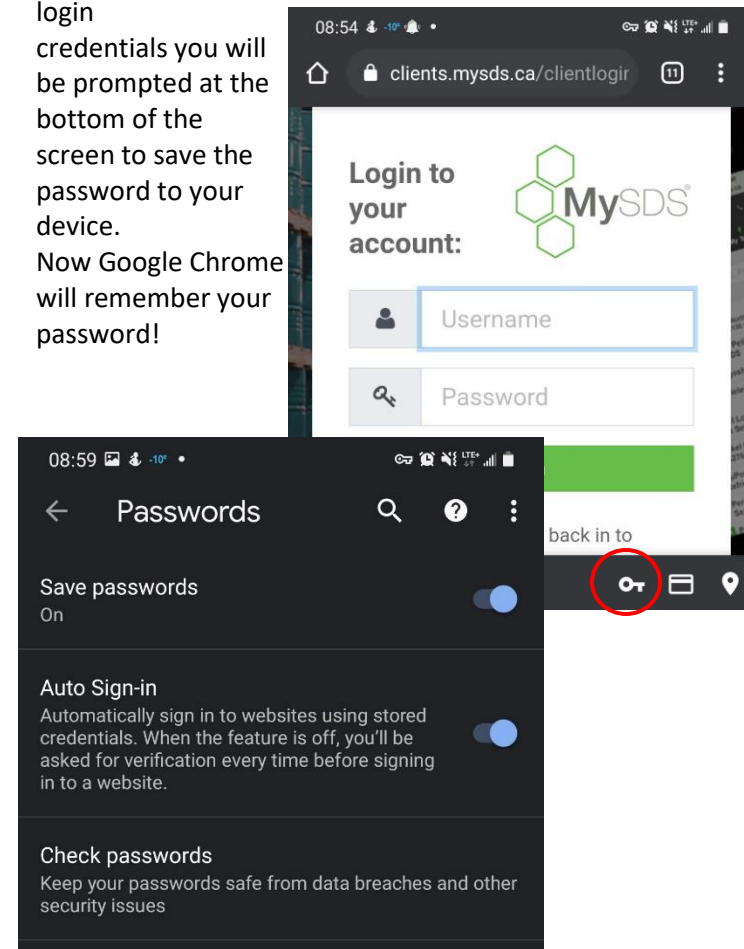 login
credentials you will
be prompted at the
bottom of the
screen to save the
password to your
device.
Now Google Chrome
will remember your
password!
08:54 -10° •
LTE+
clients.mysds.ca/clientlogin
11
Login to
your
account:
MySDS
Username
Password
back in to
08:59 -10° •
LTE+
Passwords
Save passwords
On
Auto Sign-in
Automatically sign in to websites using stored
credentials. When the feature is off, you'll be
asked for verification every time before signing
in to a website.
Check passwords
Keep your passwords safe from data breaches and other
security issues